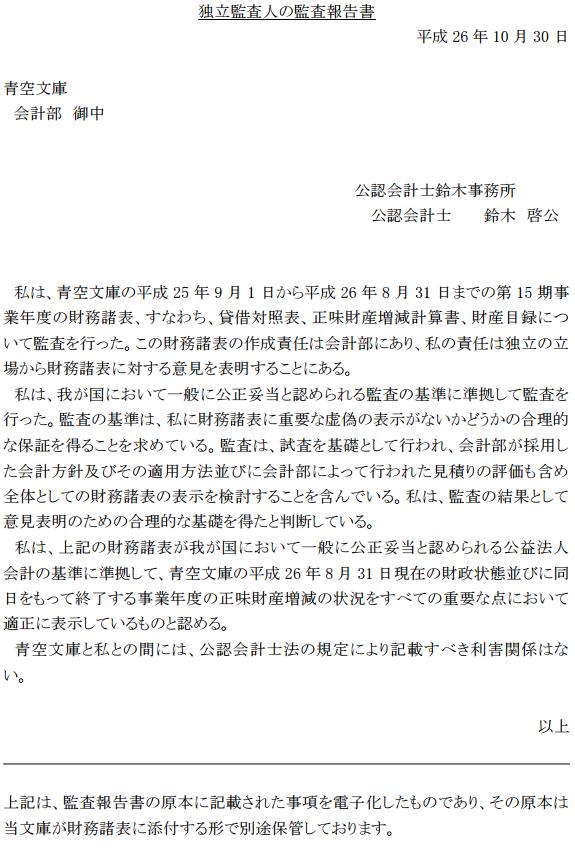 独立監査人の監査報告書
平成 26 年 10 月 30 日
青空文庫
会計部 御中
公認会計士鈴木事務所
公認会計士 鈴木 啓公
私は、青空文庫の平成 25 年 9 月 1 日から平成 26 年 8 月 31 日までの第 15 期事
業年度の財務諸表、すなわち、貸借対照表、正味財産増減計算書、財産目録につ
いて監査を行った。この財務諸表の作成責任は会計部にあり、私の責任は独立の立
場から財務諸表に対する意見を表明することにある。
私は、我が国において一般に公正妥当と認められる監査の基準に準拠して監査を
行った。監査の基準は、私に財務諸表に重要な虚偽の表示がないかどうかの合理的
な保証を得ることを求めている。監査は、試査を基礎として行われ、会計部が採用し
た会計方針及びその適用方法並びに会計部によって行われた見積りの評価も含め
全体としての財務諸表の表示を検討することを含んでいる。私は、監査の結果として
意見表明のための合理的な基礎を得たと判断している。
私は、上記の財務諸表が我が国において一般に公正妥当と認められる公益法人
会計の基準に準拠して、青空文庫の平成 26 年 8 月 31 日現在の財政状態並びに同
日をもって終了する事業年度の正味財産増減の状況をすべての重要な点において
適正に表示しているものと認める。
青空文庫と私との間には、公認会計士法の規定により記載すべき利害関係はな
い。
以上
上記は、監査報告書の原本に記載された事項を電子化したものであり、その原本は
当文庫が財務諸表に添付する形で別途保管しております。